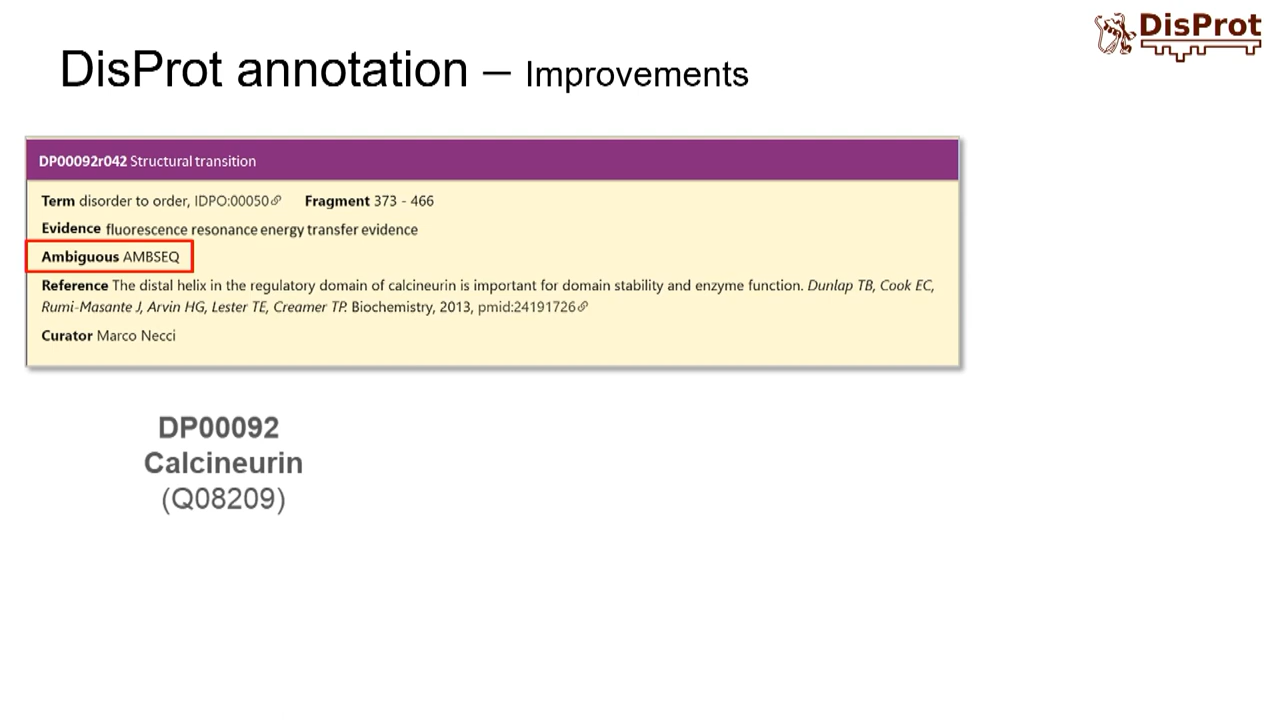 DisProt
DisProt annotation – Improvements
DP00092r042 Structural transition
Term disorder to order, IDPO:00050 Fragment 373 - 466
Evidence fluorescence resonance energy transfer evidence
Ambiguous AMBSEQ
Reference The distal helix in the regulatory domain of calcineurin is important for domain stability and enzyme function. Dunlap TB, Cook EC,
Rumi-Masante J, Arvin HG, Lester TE, Creamer TP. Biochemistry, 2013, pmid:24191726
Curator Marco Necci
DP00092
Calcineurin
(Q08209)